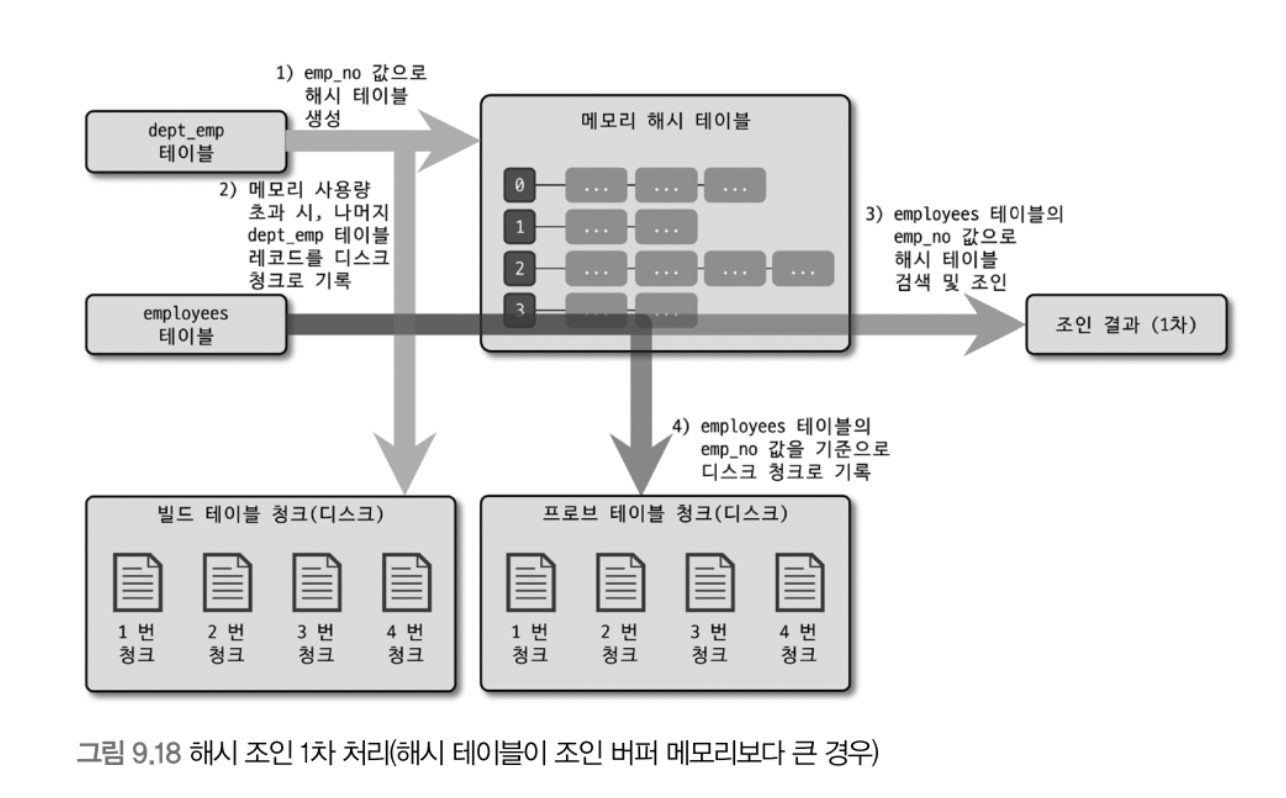 1) emp_no 값으로
해시 테이블
생성
dept_emp
테이블
메모리 해시 테이블
2) 메모리 사용량
초과 시, 나머지
dept_emp 테이블
레코드를 디스크
청크로 기록
0
...
...
...
1
...
...
2
...
...
...
...
3
...
...
3) employees 테이블의
emp_no 값으로
해시 테이블
검색 및 조인
employees
테이블
조인 결과 (1차)
4) employees 테이블의
emp_no 값을 기준으로
디스크 청크로 기록
빌드 테이블 청크(디스크)
1 번
청크
2 번
청크
3 번
청크
4 번
청크
프로브 테이블 청크(디스크)
1 번
청크
2 번
청크
3 번
청크
4 번
청크
그림 9.18 해시 조인 1차 처리(해시 테이블이 조인 버퍼 메모리보다 큰 경우)